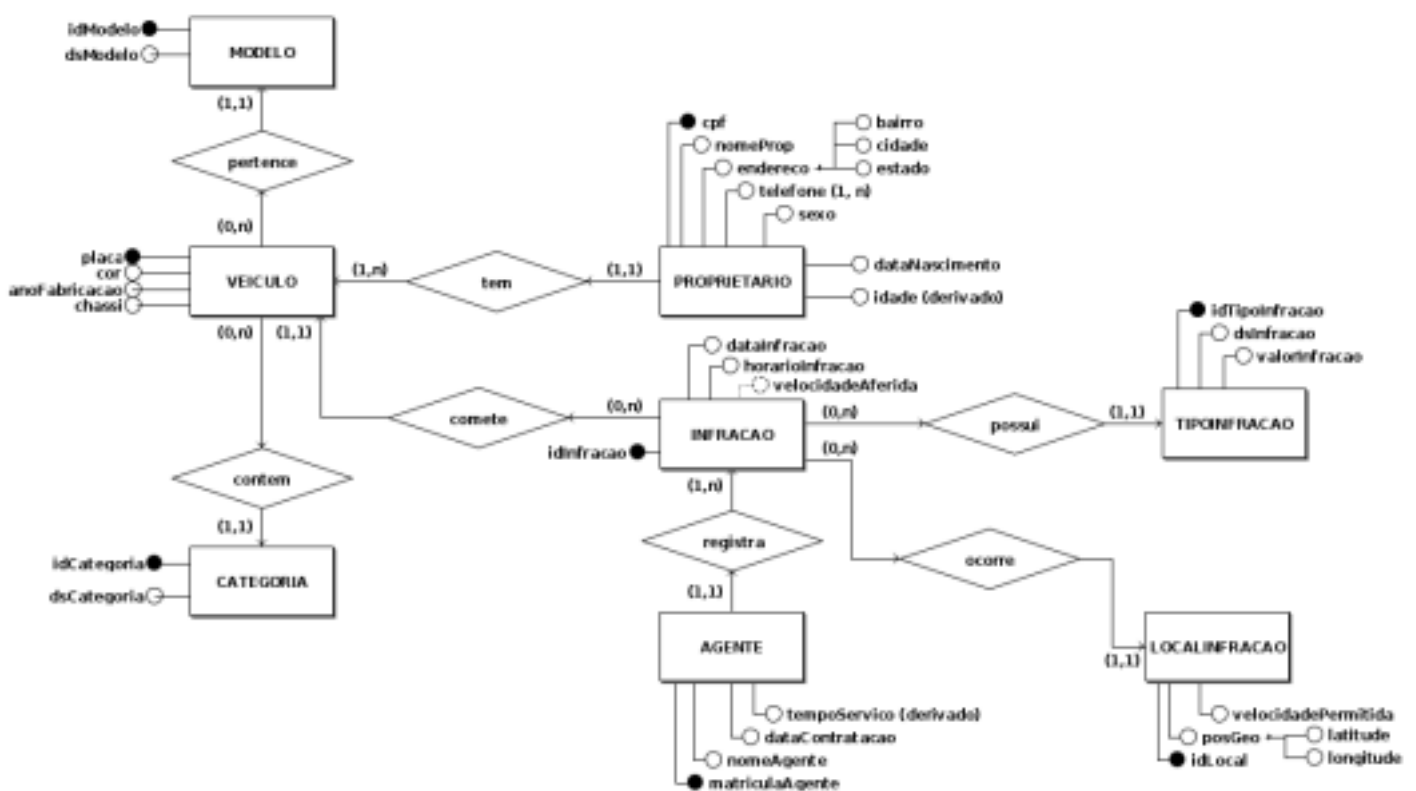 idModelo
dsModelo
MODELO
(1,1)
pertence
(0,n)
cpf
nomeProp
endereco
bairro
cidade
estado
telefone (1, n)
sexo
placa
cor
anoFabricacao
chassi
VEICULO
(1,n)
tem
(1,1)
PROPRIETARIO
dataNascimento
idade (derivado)
(0,n)
(1,1)
dataInfracao
horarioInfracao
velocidadeAferida
idTipoInfracao
dsInfracao
valorInfracao
comete
(0,n)
INFRACAO
idInfracao
(0,n)
possui
(1,1)
TIPOINFRACAO
(0,n)
contem
(1,1)
(1,n)
registra
(1,1)
ocorre
idCategoria
dsCategoria
CATEGORIA
AGENTE
(1,1)
LOCALINFRACAO
tempoServico (derivado)
dataContratacao
nomeAgente
matriculaAgente
velocidadePermitida
posGeo
latitude
longitude
idLocal